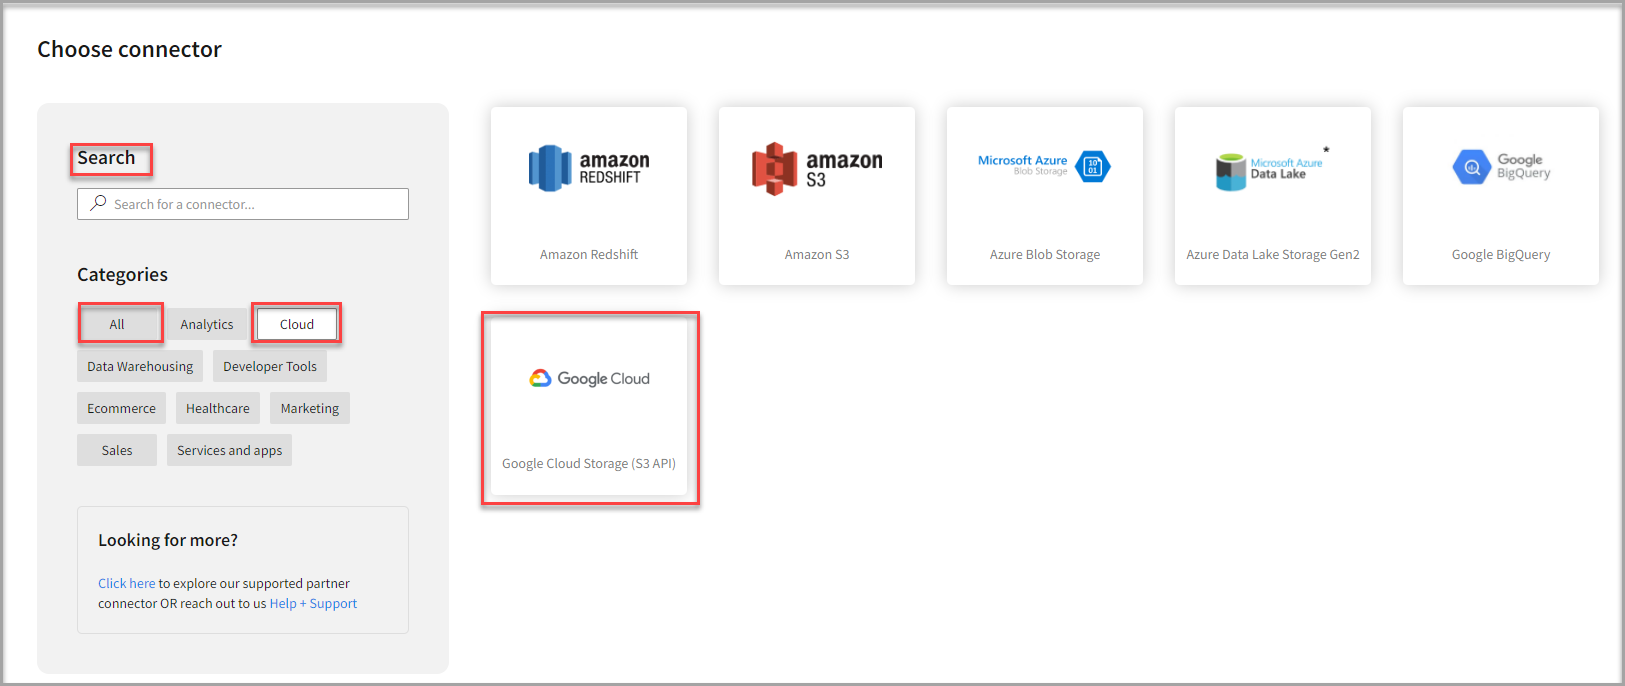 Choose connector
Search
Search for a connector...
Categories
All
Analytics
Cloud
Data Warehousing
Developer Tools
Ecommerce
Healthcare
Marketing
Sales
Services and apps
Looking for more?
Click here to explore our supported partner
connector OR reach out to us Help + Support
amazon
REDSHIFT
Amazon Redshift
amazon
S3
Amazon S3
Microsoft Azure
Blob Storage
10
01
Azure Blob Storage
Microsoft Azure *
Data Lake
Azure Data Lake Storage Gen2
Google
BigQuery
Google BigQuery
Google Cloud
Google Cloud Storage (S3 API)